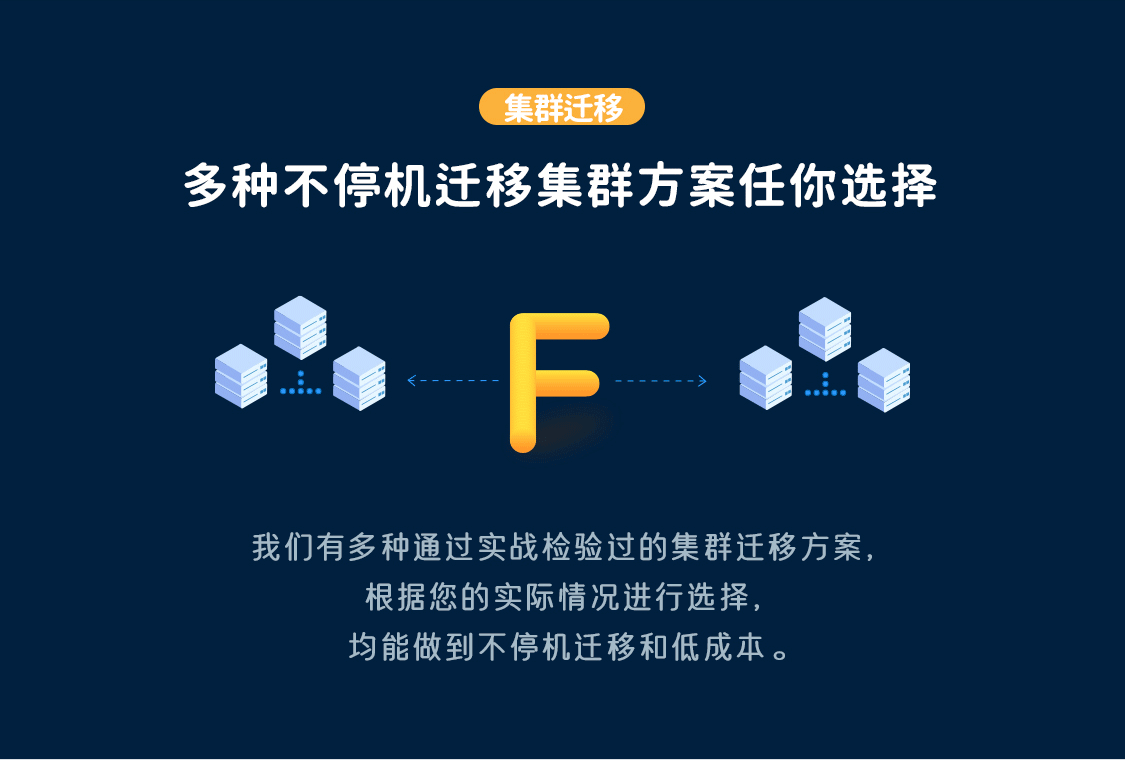 集群迁移
多种不停机迁移集群方案任你选择
F
我们有多种通过实战检验过的集群迁移方案,
根据您的实际情况进行选择,
均能做到不停机迁移和低成本。